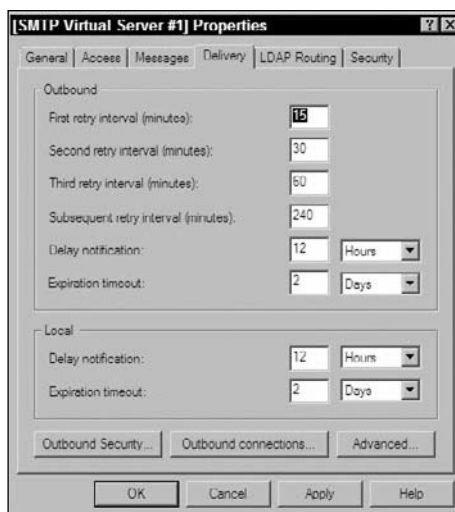 [SMTP Virtual Server #1] Properties
General Access Messages Delivery LDAP Routing Security
Outbound
First retry interval (minutes): 15
Second retry interval (minutes): 30
Third retry interval (minutes): 60
Subsequent retry interval (minutes). 240
Delay notification: 12 Hours
Expiration timeout: 2 Days
Local
Delay notification: 12 Hours
Expiration timeout: 2 Days
Outbound Security... Outbound connections... Advanced...
OK Cancel Apply Help